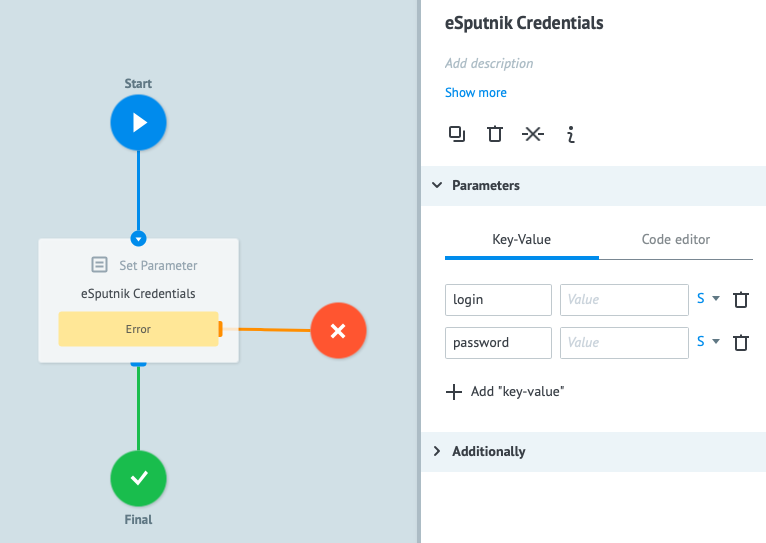 Start
Set Parameter
eSputnik Credentials
Error
Final
eSputnik Credentials
Add description
Show more
Parameters
Key-Value
Code editor
login
Value
S
password
Value
S
Add "key-value"
Additionally